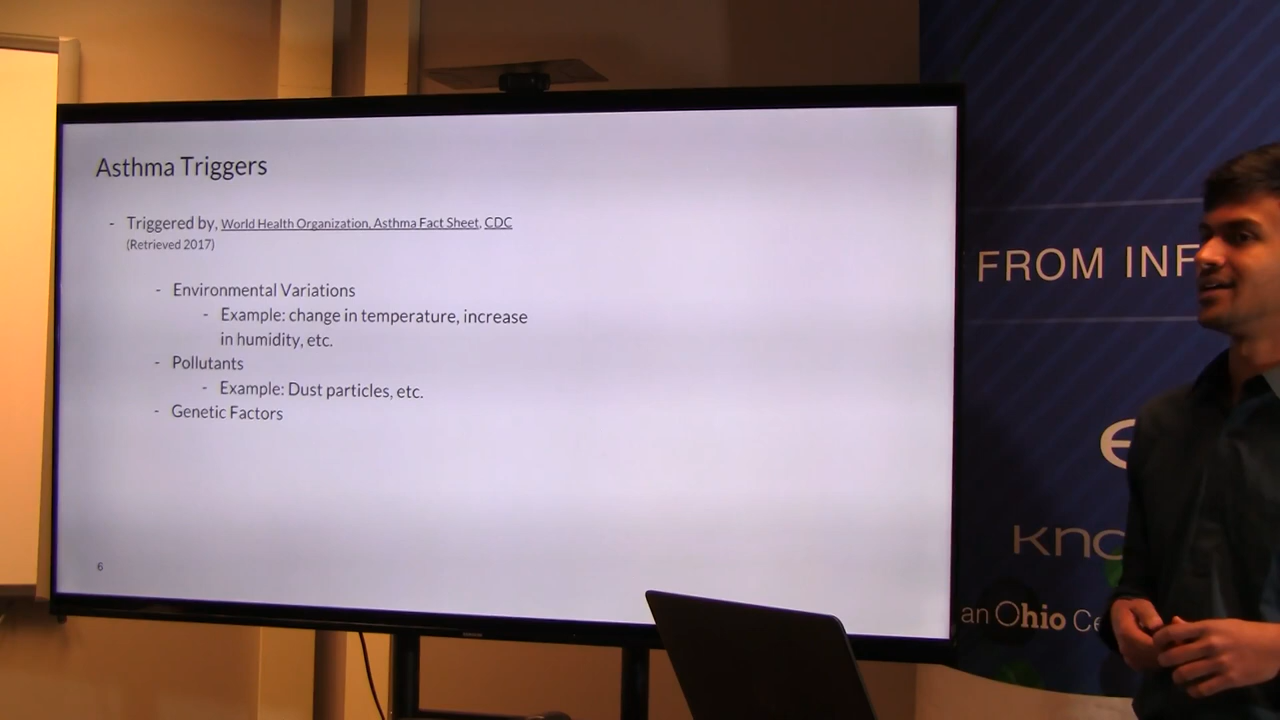 Asthma Triggers
- Triggered by, World Health Organization, Asthma Fact Sheet, CDC
(Retrieved 2017)
- Environmental Variations
- Example: change in temperature, increase
in humidity, etc.
- Pollutants
- Example: Dust particles, etc.
- Genetic Factors
6
FROM INF
e
kno
an Ohio Ce